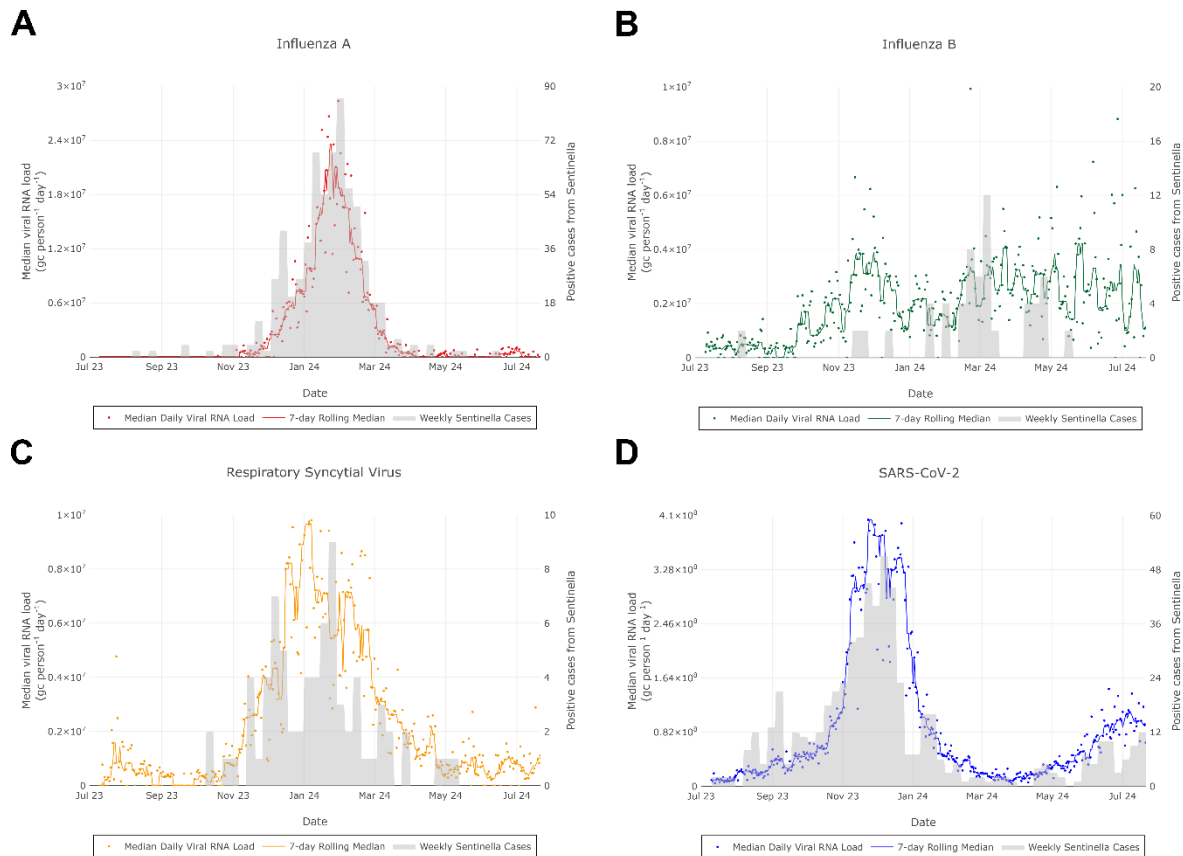 A
Influenza A
3×10⁷
2.4×10⁷
1.8×10⁷
1.2×10⁷
0.6×10⁷
0
90
72
54
36
18
0
Median viral RNA load
(gc person⁻¹ day⁻¹)
Positive cases from Sentinella
Jul 23 Sep 23 Nov 23 Jan 24 Mar 24 May 24 Jul 24
Date
Median Daily Viral RNA Load 7-day Rolling Median Weekly Sentinella Cases
B
Influenza B
1×10⁷
0.8×10⁷
0.6×10⁷
0.4×10⁷
0.2×10⁷
0
20
16
12
8
4
0
Median viral RNA load
(gc person⁻¹ day⁻¹)
Positive cases from Sentinella
Jul 23 Sep 23 Nov 23 Jan 24 Mar 24 May 24 Jul 24
Date
Median Daily Viral RNA Load 7-day Rolling Median Weekly Sentinella Cases
C
Respiratory Syncytial Virus
1×10⁷
0.8×10⁷
0.6×10⁷
0.4×10⁷
0.2×10⁷
0
10
8
6
4
2
0
Median viral RNA load
(gc person⁻¹ day⁻¹)
Positive cases from Sentinella
Jul 23 Sep 23 Nov 23 Jan 24 Mar 24 May 24 Jul 24
Date
Median Daily Viral RNA Load 7-day Rolling Median Weekly Sentinella Cases
D
SARS-CoV-2
4.1×10
3.28×10
2.46×10
1.64×10
0.82×10
0
60
48
36
24
12
0
Median viral RNA load
(gc person ¹ day ¹)
Positive cases from Sentinella
Jul 23 Sep 23 Nov 23 Jan 24 Mar 24 May 24 Jul 24
Date
Median Daily Viral RNA Load 7-day Rolling Median Weekly Sentinella Cases